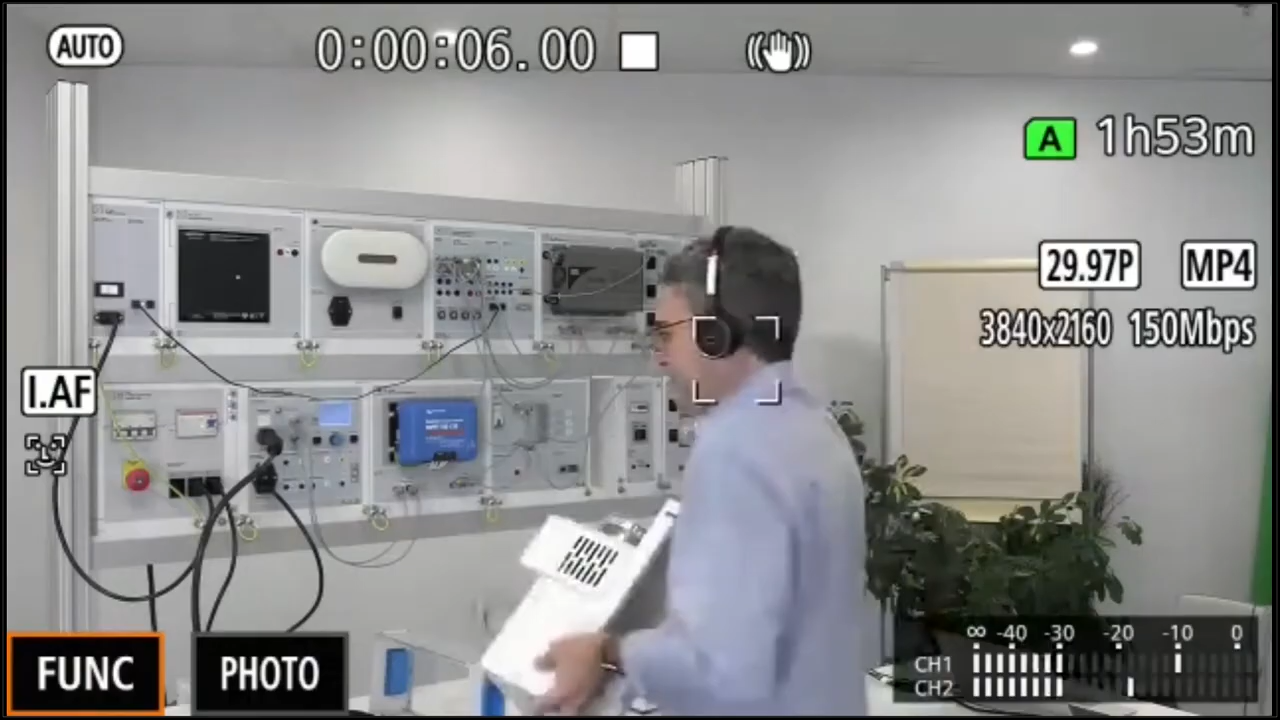 AUTO
0:00:06.00
A 1h53m
29.97P MP4
3840x2160 150Mbps
I.AF
FUNC
PHOTO
∞ -40 -30 -20 -10 0
CH1
CH2